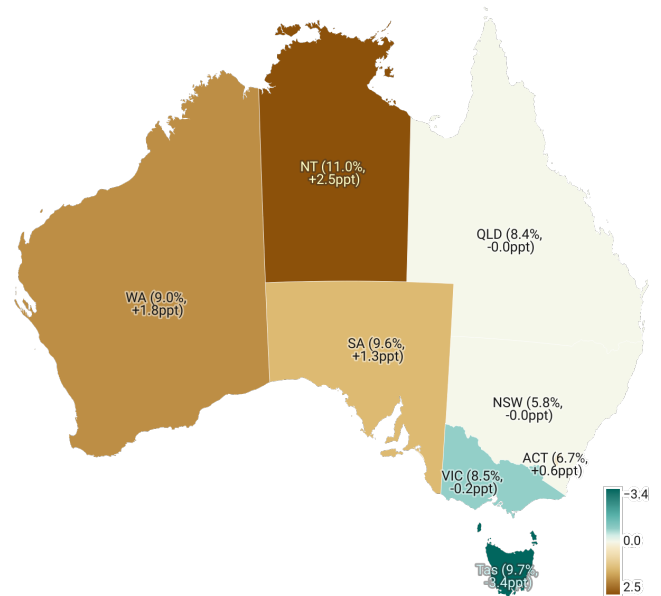 NT (11.0%,
+2.5ppt)
QLD (8.4%,
-0.0ppt)
WA (9.0%,
+1.8ppt)
SA (9.6%,
+1.3ppt)
NSW (5.8%,
-0.0ppt)
ACT (6.7%,
+0.6ppt)
VIC (8.5%,
-0.2ppt)
Tas (9.7%,
-3.4ppt)
−3.4
0.0
2.5